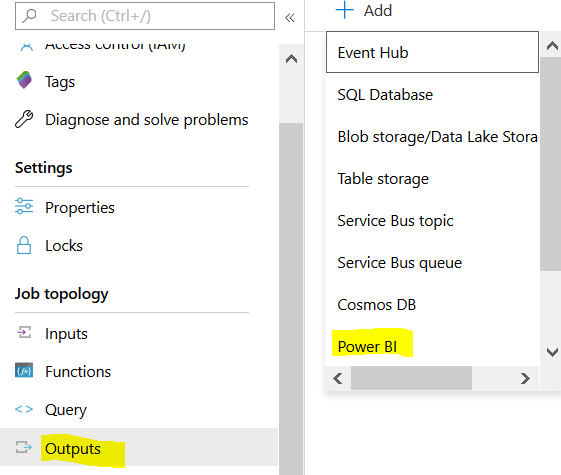 Search (Ctrl+/)
Access control (IAM)
Tags
Diagnose and solve problems
Settings
Properties
Locks
Job topology
Inputs
Functions
Query
Outputs
Add
Event Hub
SQL Database
Blob storage/Data Lake Stora
Table storage
Service Bus topic
Service Bus queue
Cosmos DB
Power BI